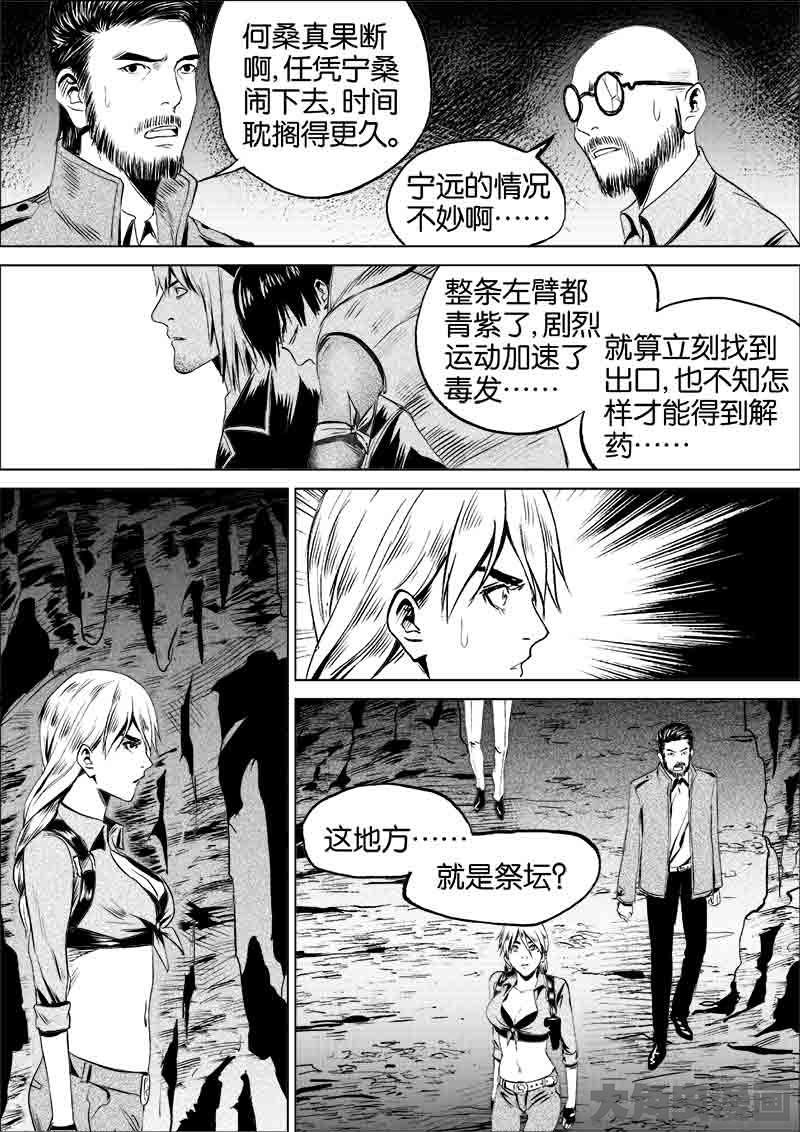 何桑真果断
啊,任凭宁桑
闹下去,时间
耽搁得更久。
宁远的情况
不妙啊……
整条左臂都
青紫了,剧烈
运动加速了
毒发……
就算立刻找到
出口,也不知怎
样才能得到解
药……
这地方……
就是祭坛?